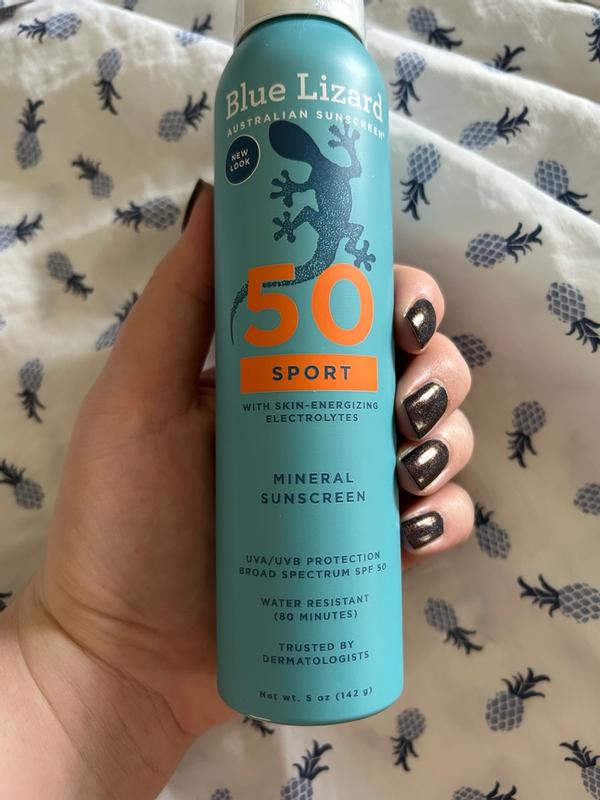 Blue Lizard
AUSTRALIAN SUNSCREEN®
NEW
LOOK
50
SPORT
WITH SKIN-ENERGIZING
ELECTROLYTES
MINERAL
SUNSCREEN
UVA/UVB PROTECTION
BROAD SPECTRUM SPF 50
WATER RESISTANT
(80 MINUTES)
TRUSTED BY
DERMATOLOGISTS
Net wt. 5 oz (142 g)